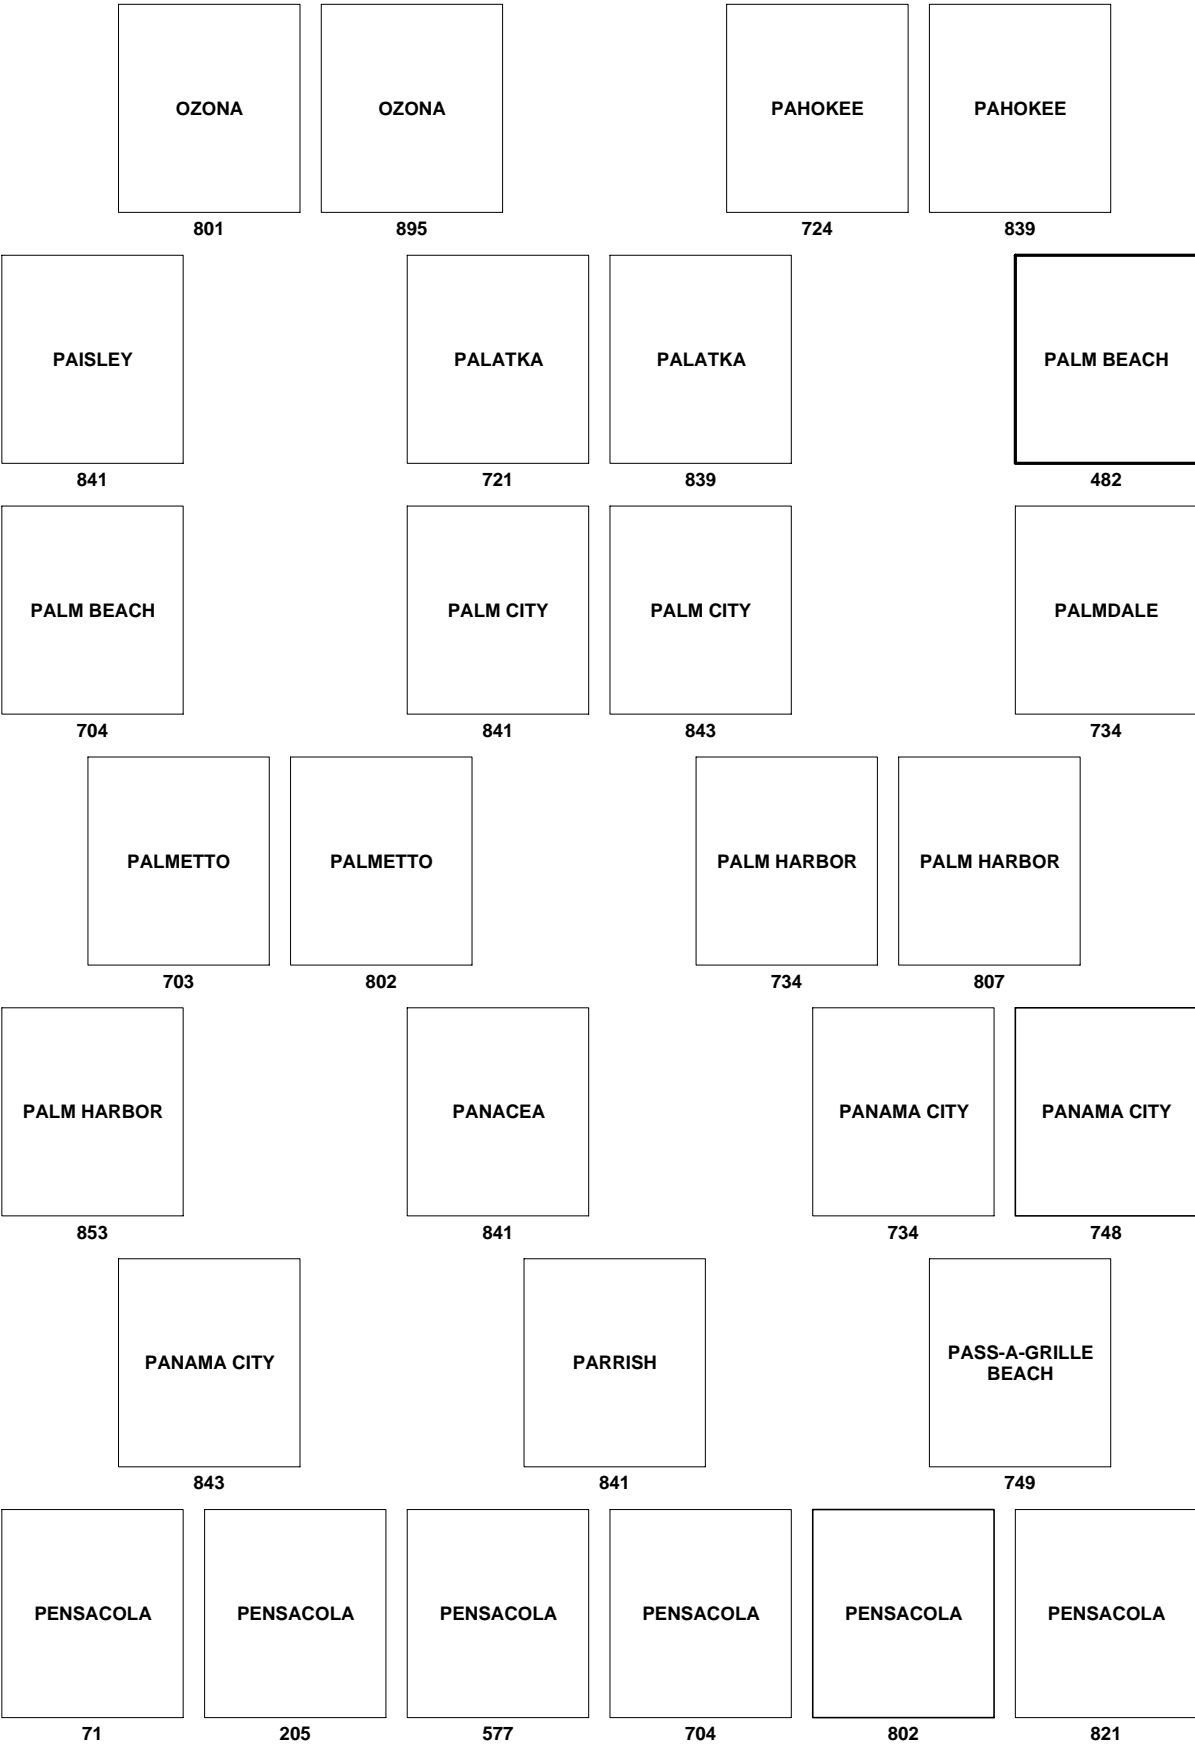 OZONA OZONA PAHOKEE PAHOKEE
801 895 724 839
PAISLEY PALATKA PALATKA PALM BEACH
841 721 839 482
PALM BEACH PALM CITY PALM CITY PALMDALE
704 841 843 734
PALMETTO PALMETTO PALM HARBOR PALM HARBOR
703 802 734 807
PALM HARBOR PANACEA PANAMA CITY PANAMA CITY
853 841 734 748
PANAMA CITY PARRISH PASS-A-GRILLE
BEACH
843 841 749
PENSACOLA PENSACOLA PENSACOLA PENSACOLA PENSACOLA PENSACOLA
71 205 577 704 802 821